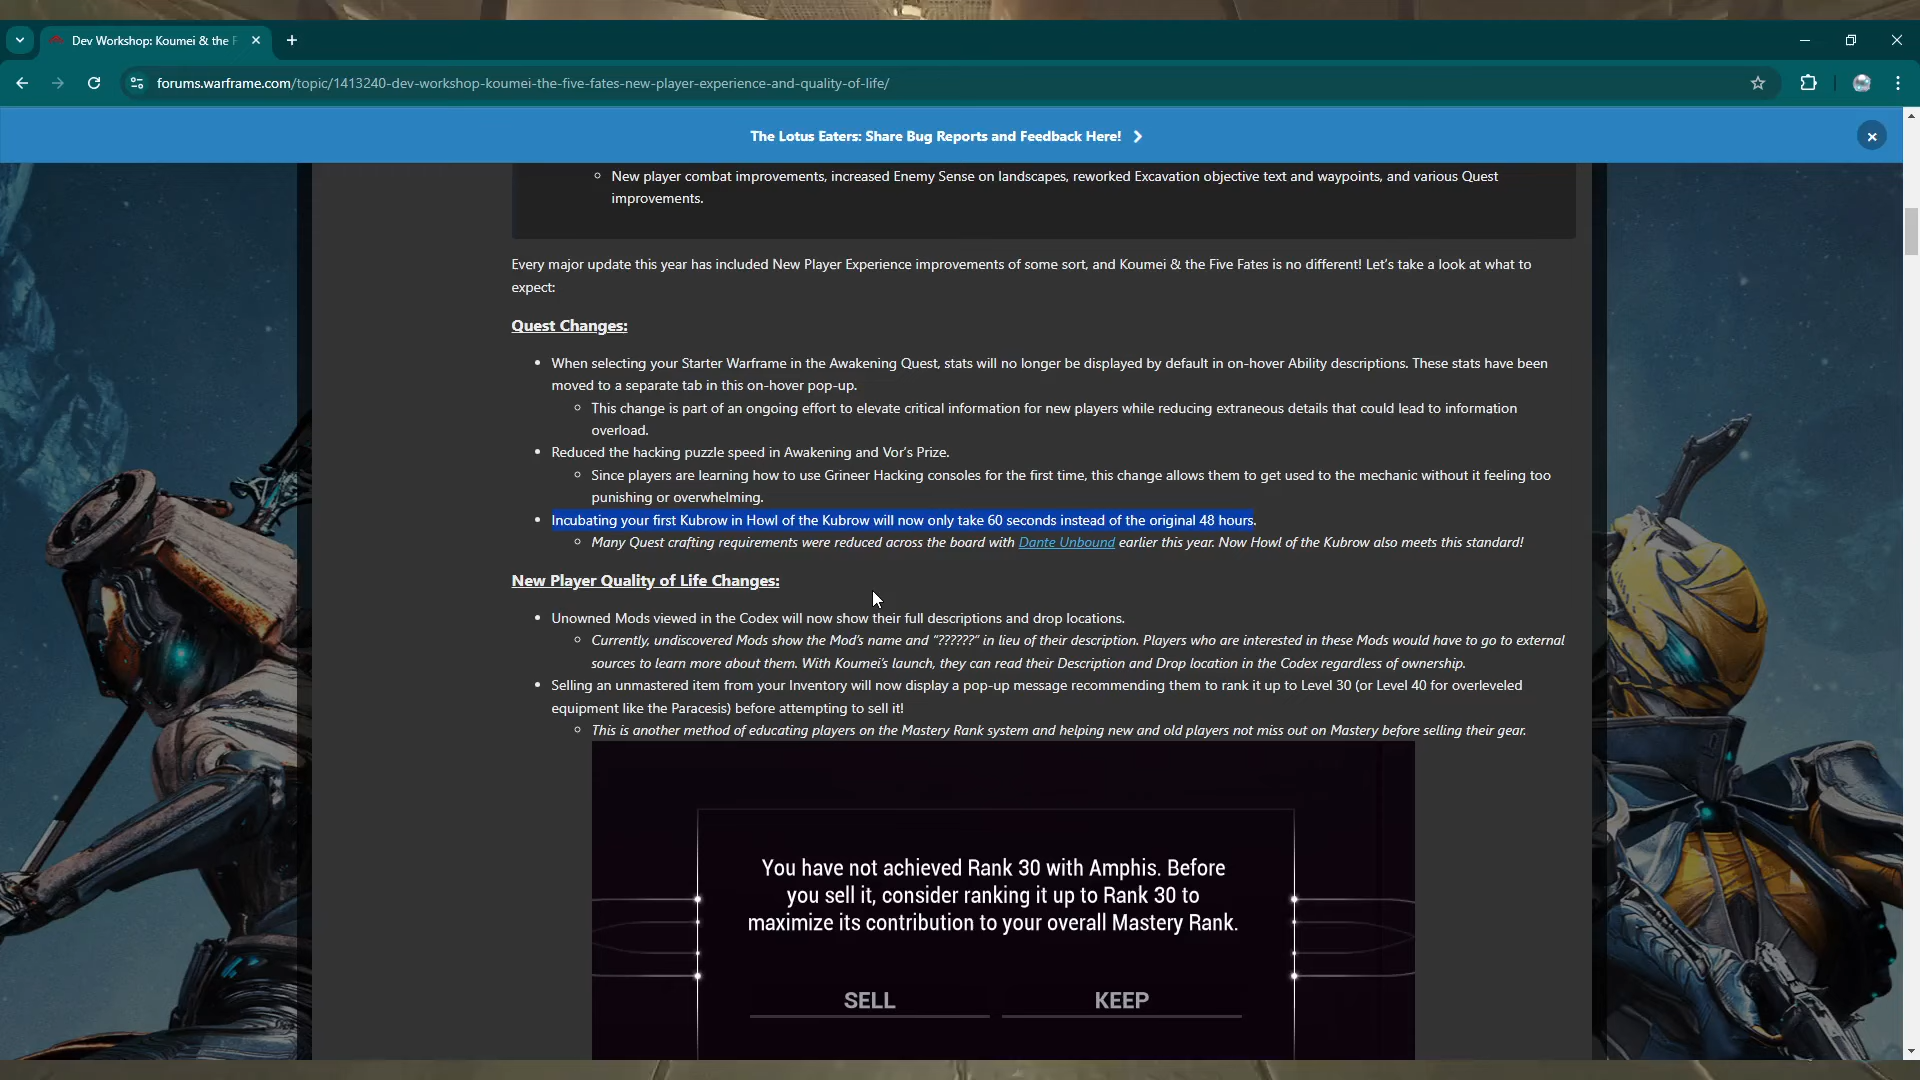 Dev Workshop: Koumei & the F
forums.warframe.com/topic/1413240-dev-workshop-koumei-the-five-fates-new-player-experience-and-quality-of-life/
The Lotus Eaters: Share Bug Reports and Feedback Here!
New player combat improvements, increased Enemy Sense on landscapes, reworked Excavation objective text and waypoints, and various Quest
improvements.
Every major update this year has included New Player Experience improvements of some sort, and Koumei & the Five Fates is no different! Let's take a look at what to
expect:
Quest Changes:
When selecting your Starter Warframe in the Awakening Quest, stats will no longer be displayed by default in on-hover Ability descriptions. These stats have been
moved to a separate tab in this on-hover pop-up.
This change is part of an ongoing effort to elevate critical information for new players while reducing extraneous details that could lead to information
overload.
Reduced the hacking puzzle speed in Awakening and Vor's Prize.
Since players are learning how to use Grineer Hacking consoles for the first time, this change allows them to get used to the mechanic without it feeling too
punishing or overwhelming.
Incubating your first Kubrow in Howl of the Kubrow will now only take 60 seconds instead of the original 48 hours.
Many Quest crafting requirements were reduced across the board with Dante Unbound earlier this year. Now Howl of the Kubrow also meets this standard!
New Player Quality of Life Changes:
Unowned Mods viewed in the Codex will now show their full descriptions and drop locations.
Currently, undiscovered Mods show the Mod's name and "??????" in lieu of their description. Players who are interested in these Mods would have to go to external
sources to learn more about them. With Koumei's launch, they can read their Description and Drop location in the Codex regardless of ownership.
Selling an unmastered item from your Inventory will now display a pop-up message recommending them to rank it up to Level 30 (or Level 40 for overleveled
equipment like the Paracesis) before attempting to sell it!
This is another method of educating players on the Mastery Rank system and helping new and old players not miss out on Mastery before selling their gear.
You have not achieved Rank 30 with Amphis. Before
you sell it, consider ranking it up to Rank 30 to
maximize its contribution to your overall Mastery Rank.
SELL KEEP